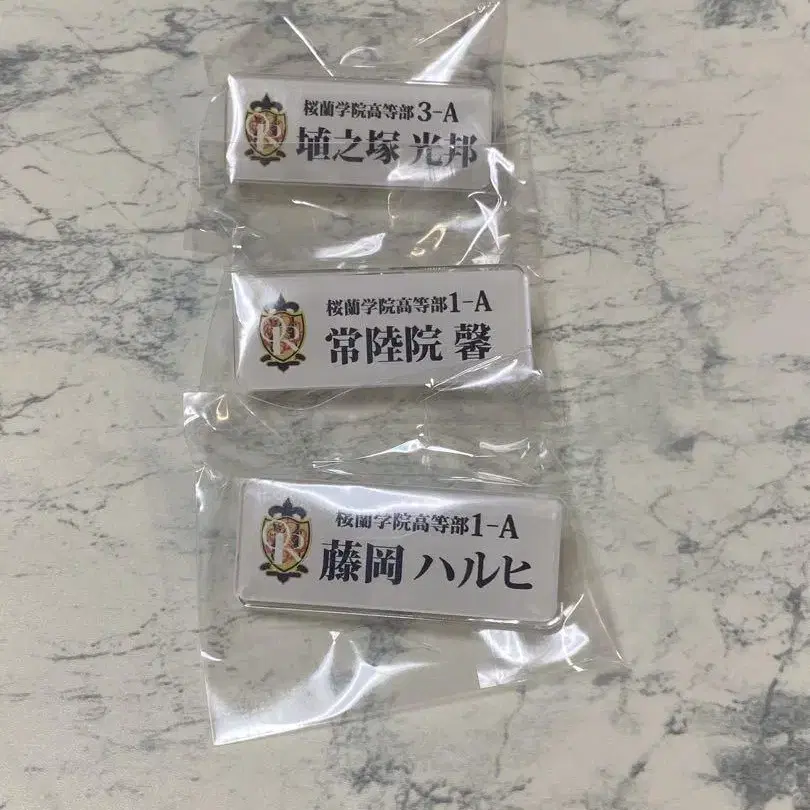 桜蘭学院高等部3-A
埴之塚 光邦
桜蘭学院高等部1-A
常陸院 馨
桜蘭学院高等部1-A
藤岡 ハルヒ